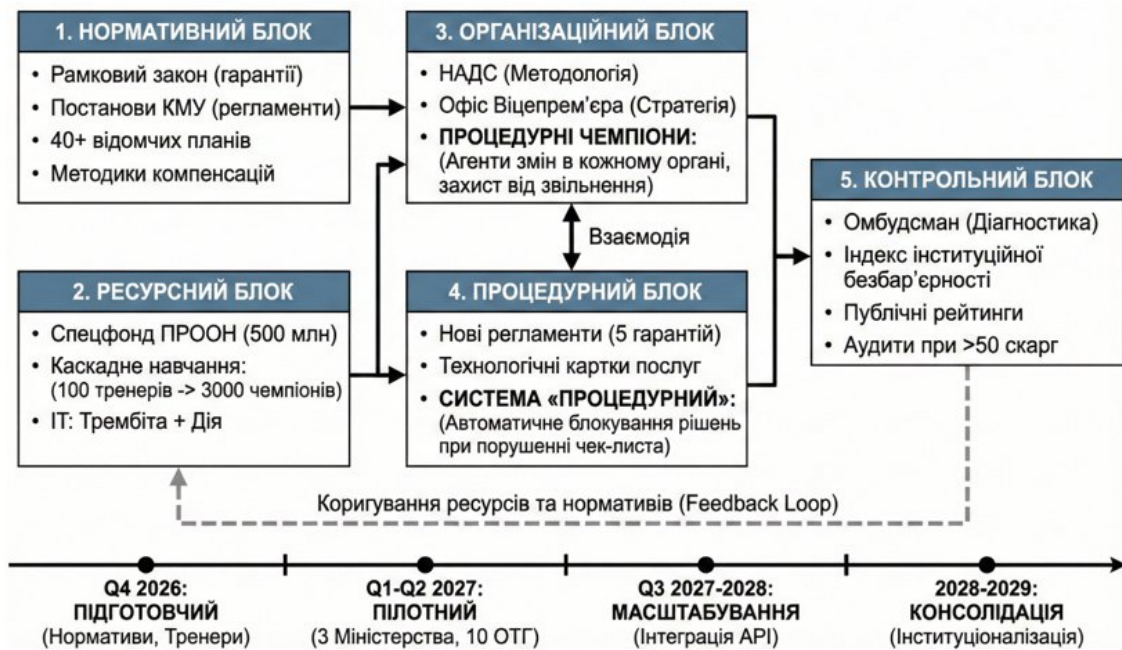 1. НОРМАТИВНИЙ БЛОК
• Рамковий закон (гарантії)
• Постанови КМУ (регламенти)
• 40+ відомчих планів
• Методики компенсацій
3. ОРГАНІЗАЦІЙНИЙ БЛОК
• НАДС (Методологія)
• Офіс Віцепрем’єра (Стратегія)
• ПРОЦЕДУРНІ ЧЕМПІОНИ:
(Агенти змін в кожному органі,
захист від звільнення)
Взаємодія
2. РЕСУРСНИЙ БЛОК
• Спецфонд ПРООН (500 млн)
• Каскадне навчання:
(100 тренерів -> 3000 чемпіонів)
• ІТ: Трембіта + Дія
4. ПРОЦЕДУРНИЙ БЛОК
• Нові регламенти (5 гарантій)
• Технологічні картки послуг
• СИСТЕМА «ПРОЦЕДУРНИЙ»:
(Автоматичне блокування рішень
при порушенні чек-листа)
5. КОНТРОЛЬНИЙ БЛОК
• Омбудсман (Діагностика)
• Індекс інституційної
безбар’єрності
• Публічні рейтинги
• Аудити при >50 скарг
Коригування ресурсів та нормативів (Feedback Loop)
Q4 2026:
ПІДГОТОВЧИЙ
(Нормативи, Тренери)
Q1-Q2 2027:
ПІЛОТНИЙ
(3 Міністерства, 10 ОТГ)
Q3 2027-2028:
МАСШТАБУВАННЯ
(Інтеграція API)
2028-2029:
КОНСОЛІДАЦІЯ
(Інституціоналізація)